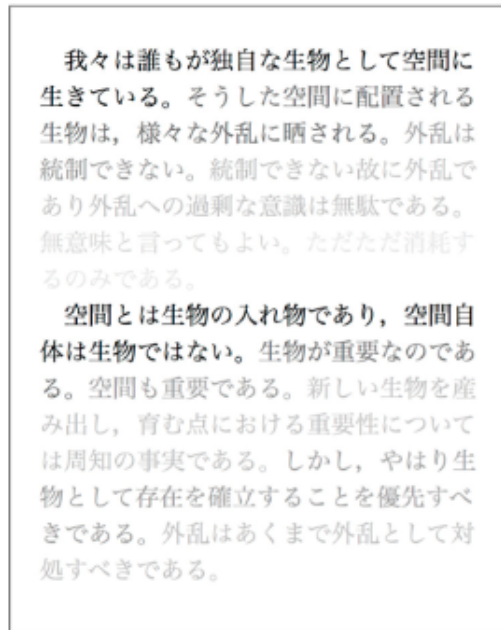 我々は誰もが独自な生物として空間に
生きている。そうした空間に配置される
生物は，様々な外乱に晒される。外乱は
統制できない。統制できない故に外乱で
あり外乱への過剰な意識は無駄である。
無意味と言ってもよい。ただただ消耗す
るのみである。
空間とは生物の入れ物であり，空間自
体は生物ではない。生物が重要なのであ
る。空間も重要である。新しい生物を産
み出し，育む点における重要性について
は周知の事実である。しかし，やはり生
物として存在を確立することを優先すべ
きである。外乱はあくまで外乱として対
処すべきである。